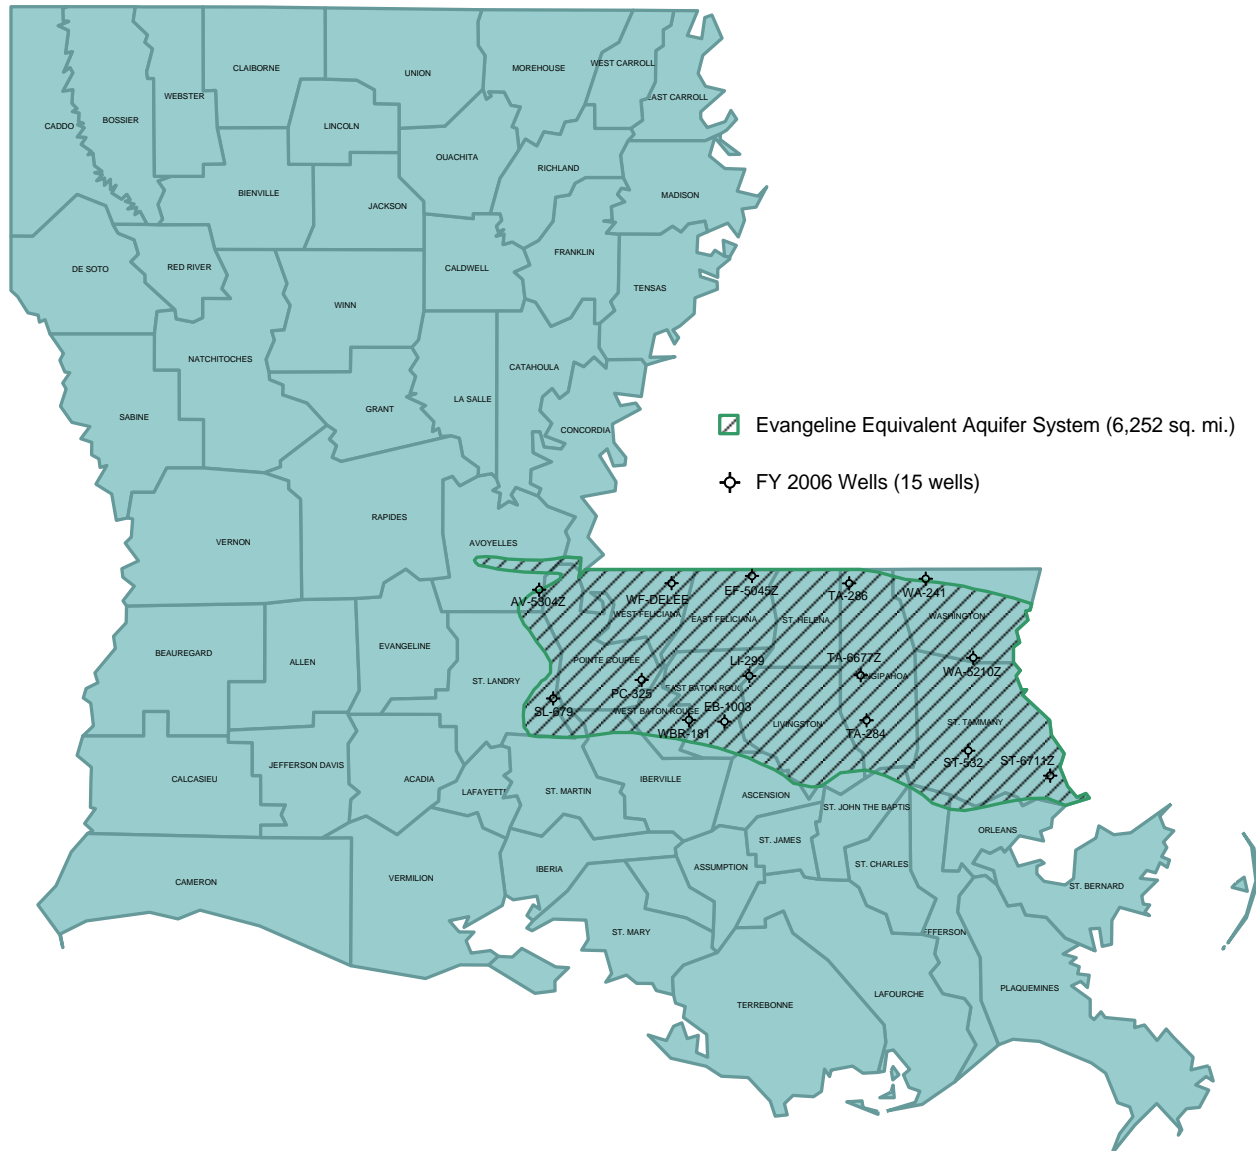 WEST CARROLL
CLAIBORNE
UNION
MOREHOUSE
WEBSTER
EAST CARROLL
BOSSIER
CADDO
LINCOLN
OUACHITA
RICHLAND
BIENVILLE
MADISON
JACKSON
FRANKLIN
DE SOTO
RED RIVER
CALDWELL
TENSAS
WINN
NATCHITOCHES
CATAHOULA
LA SALLE
GRANT
SABINE
CONCORDIA
Evangeline Equivalent Aquifer System (6,252 sq. mi.)
FY 2006 Wells (15 wells)
RAPIDES
VERNON
AVOYELLES
AV-5304Z
WF-DELEE
EF-5045Z
TA-286
WA-241
WEST FELICIANA
EAST FELICIANA
ST. HELENA
WASHINGTON
BEAUREGARD
ALLEN
EVANGELINE
POINTE COUPEE
LI-299
TA-6677Z
WA-5210Z
ST. LANDRY
PC-325
EAST BATON ROUG
NGIPAHOA
SL-679
WEST BATON ROUGE
EB-1003
WBR-181
LIVINGSTON
TA-284
ST. TAMMANY
ST-532
ST-6711Z
CALCASIEU
JEFFERSON DAVIS
ACADIA
LAFAYETT
ST. MARTIN
IBERVILLE
ASCENSION
ST. JOHN THE BAPTIS
ORLEANS
ST. JAMES
ST. CHARLES
IBERIA
ASSUMPTION
CAMERON
VERMILION
ST. BERNARD
ST. MARY
EFFERSON
PLAQUEMINES
LAFOURCHE
TERREBONNE